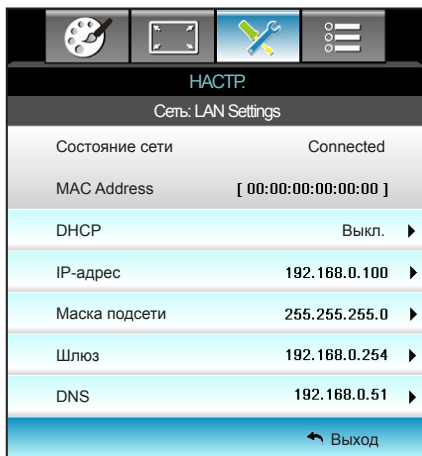 НАСТР.
Сеть: LAN Settings
Состояние сети Connected
MAC Address [ 00:00:00:00:00:00 ]
DHCP Выкл.
IP-адрес 192.168.0.100
Маска подсети 255.255.255.0
Шлюз 192.168.0.254
DNS 192.168.0.51
Выход